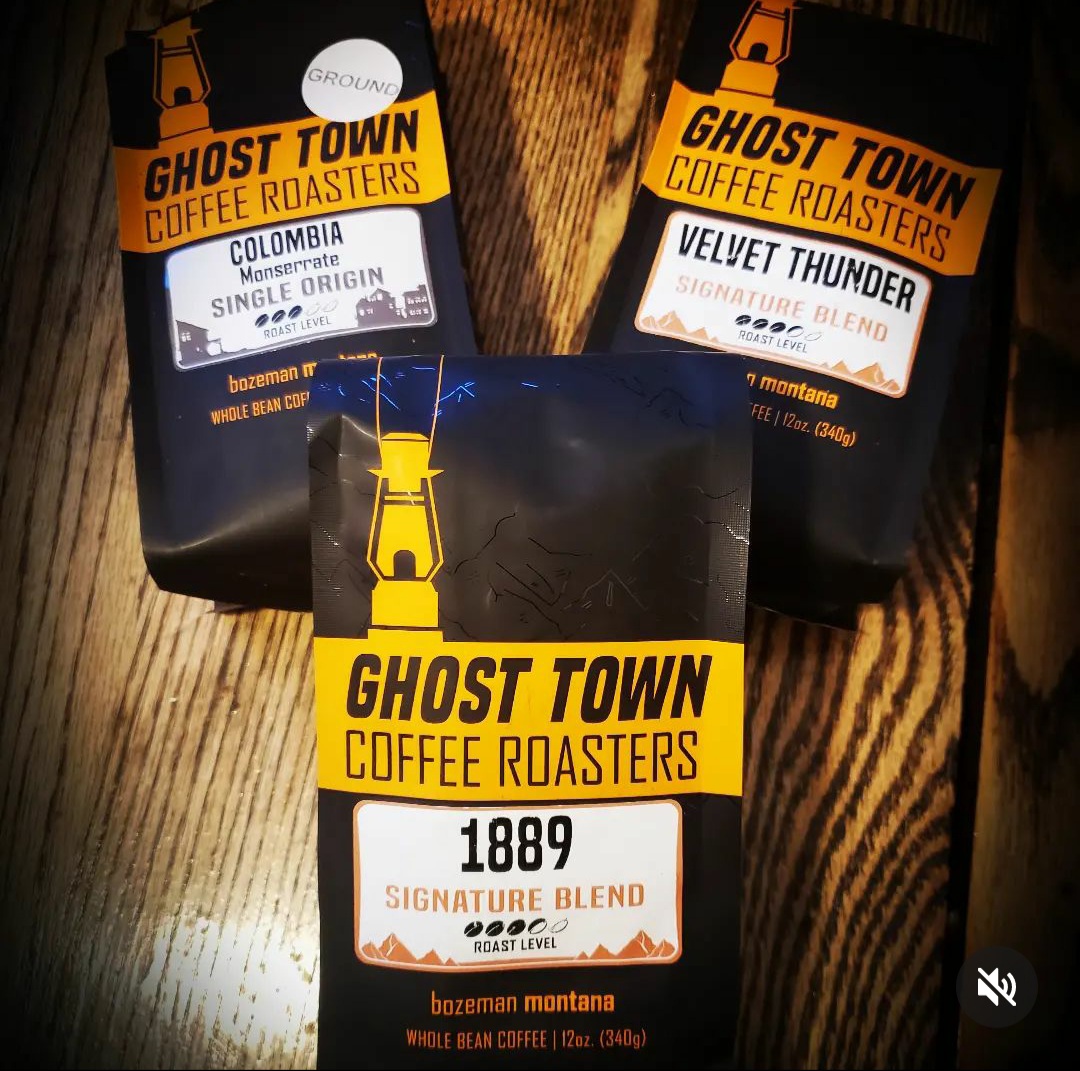 GROUND
GHOST TOWN
COFFEE ROASTERS
COLOMBIA
Monserrate
SINGLE ORIGIN
ROAST LEVEL
bozeman
WHOLE BEAN
GHOST TOWN
COFFEE ROASTERS
VELVET THUNDER
SIGNATURE BLEND
ROAST LEVEL
montana
| 12oz. (340g)
GHOST TOWN
COFFEE ROASTERS
1889
SIGNATURE BLEND
ROAST LEVEL
bozeman montana
WHOLE BEAN COFFEE | 12oz. (340g)